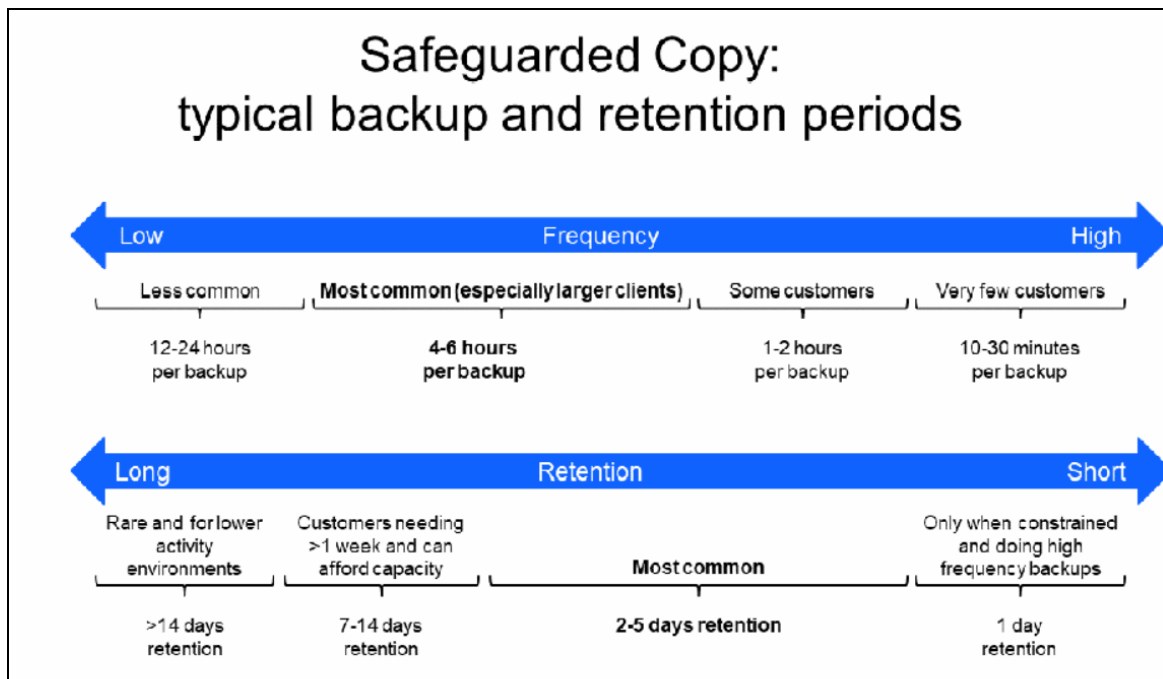 Safeguarded Copy:
typical backup and retention periods
Low Frequency High
Less common Most common (especially larger clients) Some customers Very few customers
12-24 hours
per backup
4-6 hours
per backup
1-2 hours
per backup
10-30 minutes
per backup
Long Retention Short
Rare and for lower
activity
environments
Customers needing
>1 week and can
afford capacity
Most common
Only when constrained
and doing high
frequency backups
>14 days
retention
7-14 days
retention
2-5 days retention
1 day
retention